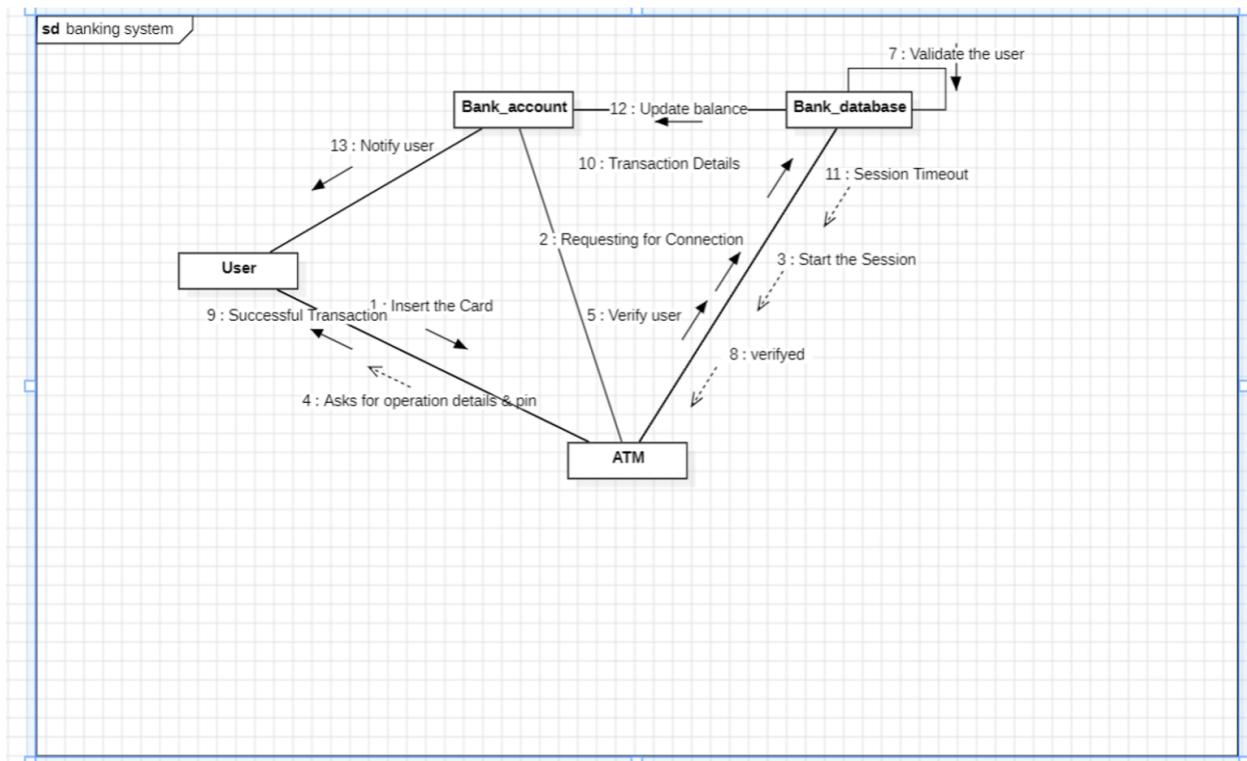 sd banking system
7 : Validate the user
Bank_account
12 : Update balance
Bank_database
13 : Notify user
10 : Transaction Details
11 : Session Timeout
2 : Requesting for Connection
3 : Start the Session
User
1 : Insert the Card
9 : Successful Transaction
5 : Verify user
8 : verifyed
4 : Asks for operation details & pin
ATM